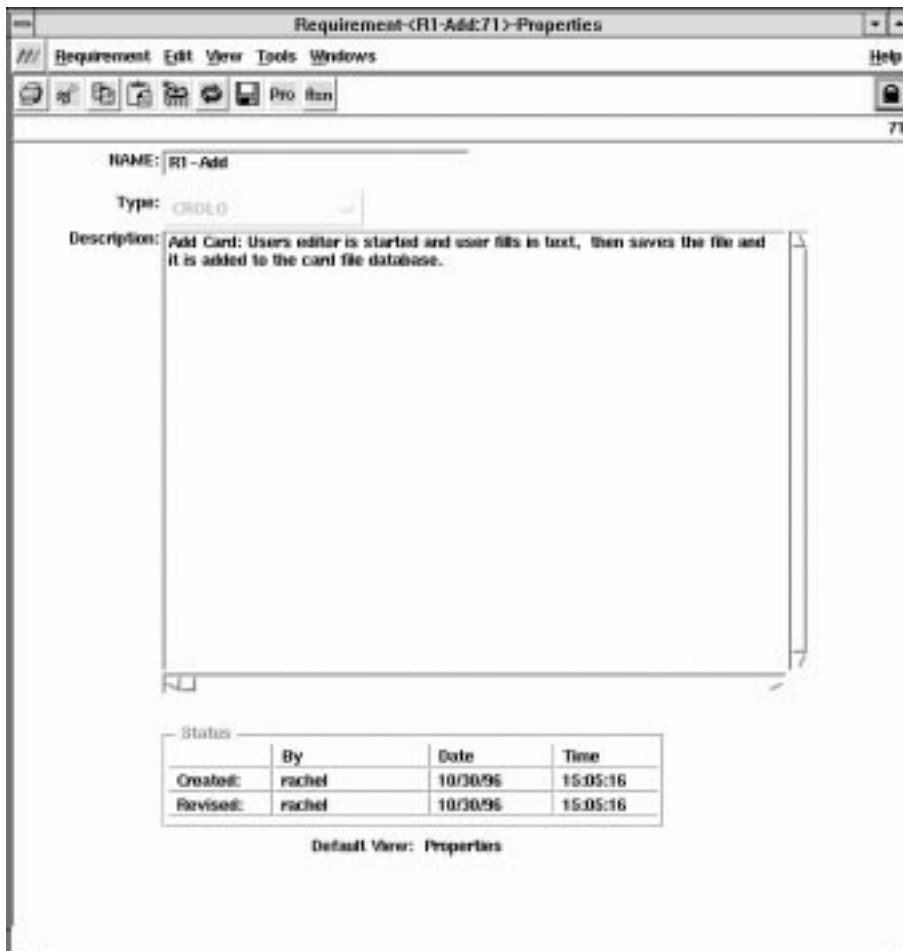 Requirement-<R1-Add:71>-Properties
Requirement Edit View Tools Windows Help
Pro Rsn
71
NAME: R1-Add
Type: CROLO
Description: Add Card: Users editor is started and user fills in text, then saves the file and
it is added to the card file database.
Status
By Date Time
Created: rachel 10/30/96 15:05:16
Revised: rachel 10/30/96 15:05:16
Default View: Properties